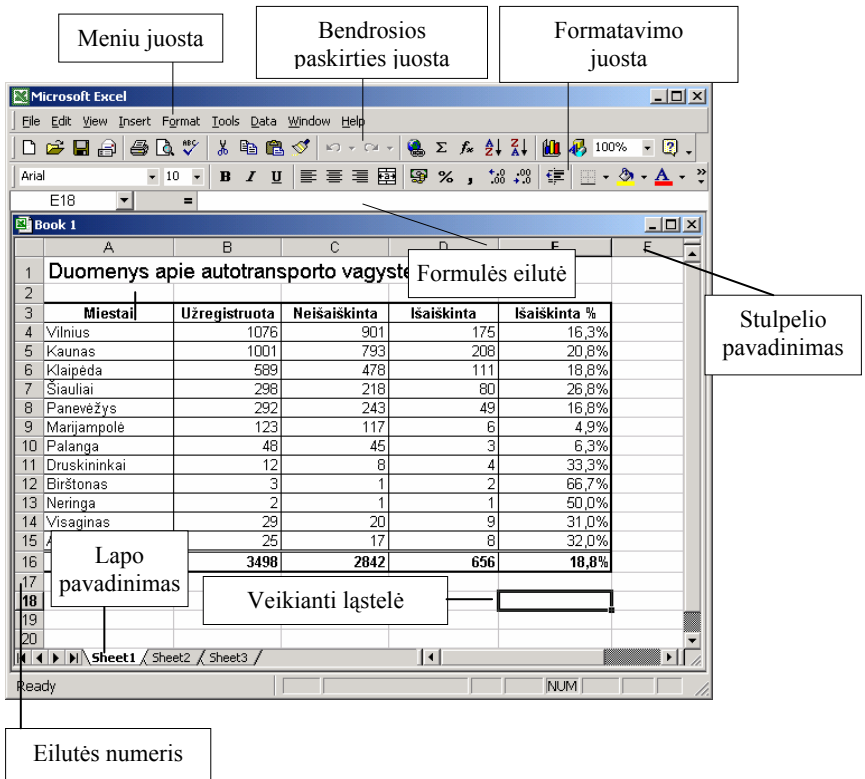 Meniu juosta
Bendrosios
paskirties juosta
Formatavimo
juosta
Microsoft Excel
File Edit View Insert Format Tools Data Window Help
100%
Arial 10 B I U % ,
E18 =
Book 1
A B C D E F
1 Duomenys apie autotransporto
Formulės eilutė
2
3 Miestai Užregistruota Neišaiškinta Išaiškinta Išaiškinta %
4 Vilnius 1076 901 175 16,3%
5 Kaunas 1001 793 208 20,8%
6 Klaipėda 589 478 111 18,8%
7 Šiauliai 298 218 80 26,8%
8 Panevėžys 292 243 49 16,8%
9 Marijampolė 123 117 6 4,9%
10 Palanga 48 45 3 6,3%
11 Druskininkai 12 8 4 33,3%
12 Birštonas 3 1 2 66,7%
13 Neringa 2 1 1 50,0%
14 Visaginas 29 20 9 31,0%
15 25 17 8 32,0%
16 3498 2842 656 18,8%
17
18
19
20
Stulpelio
pavadinimas
Lapo
pavadinimas
Veikianti ląstelė
Sheet1 Sheet2 Sheet3
Ready NUM
Eilutės numeris